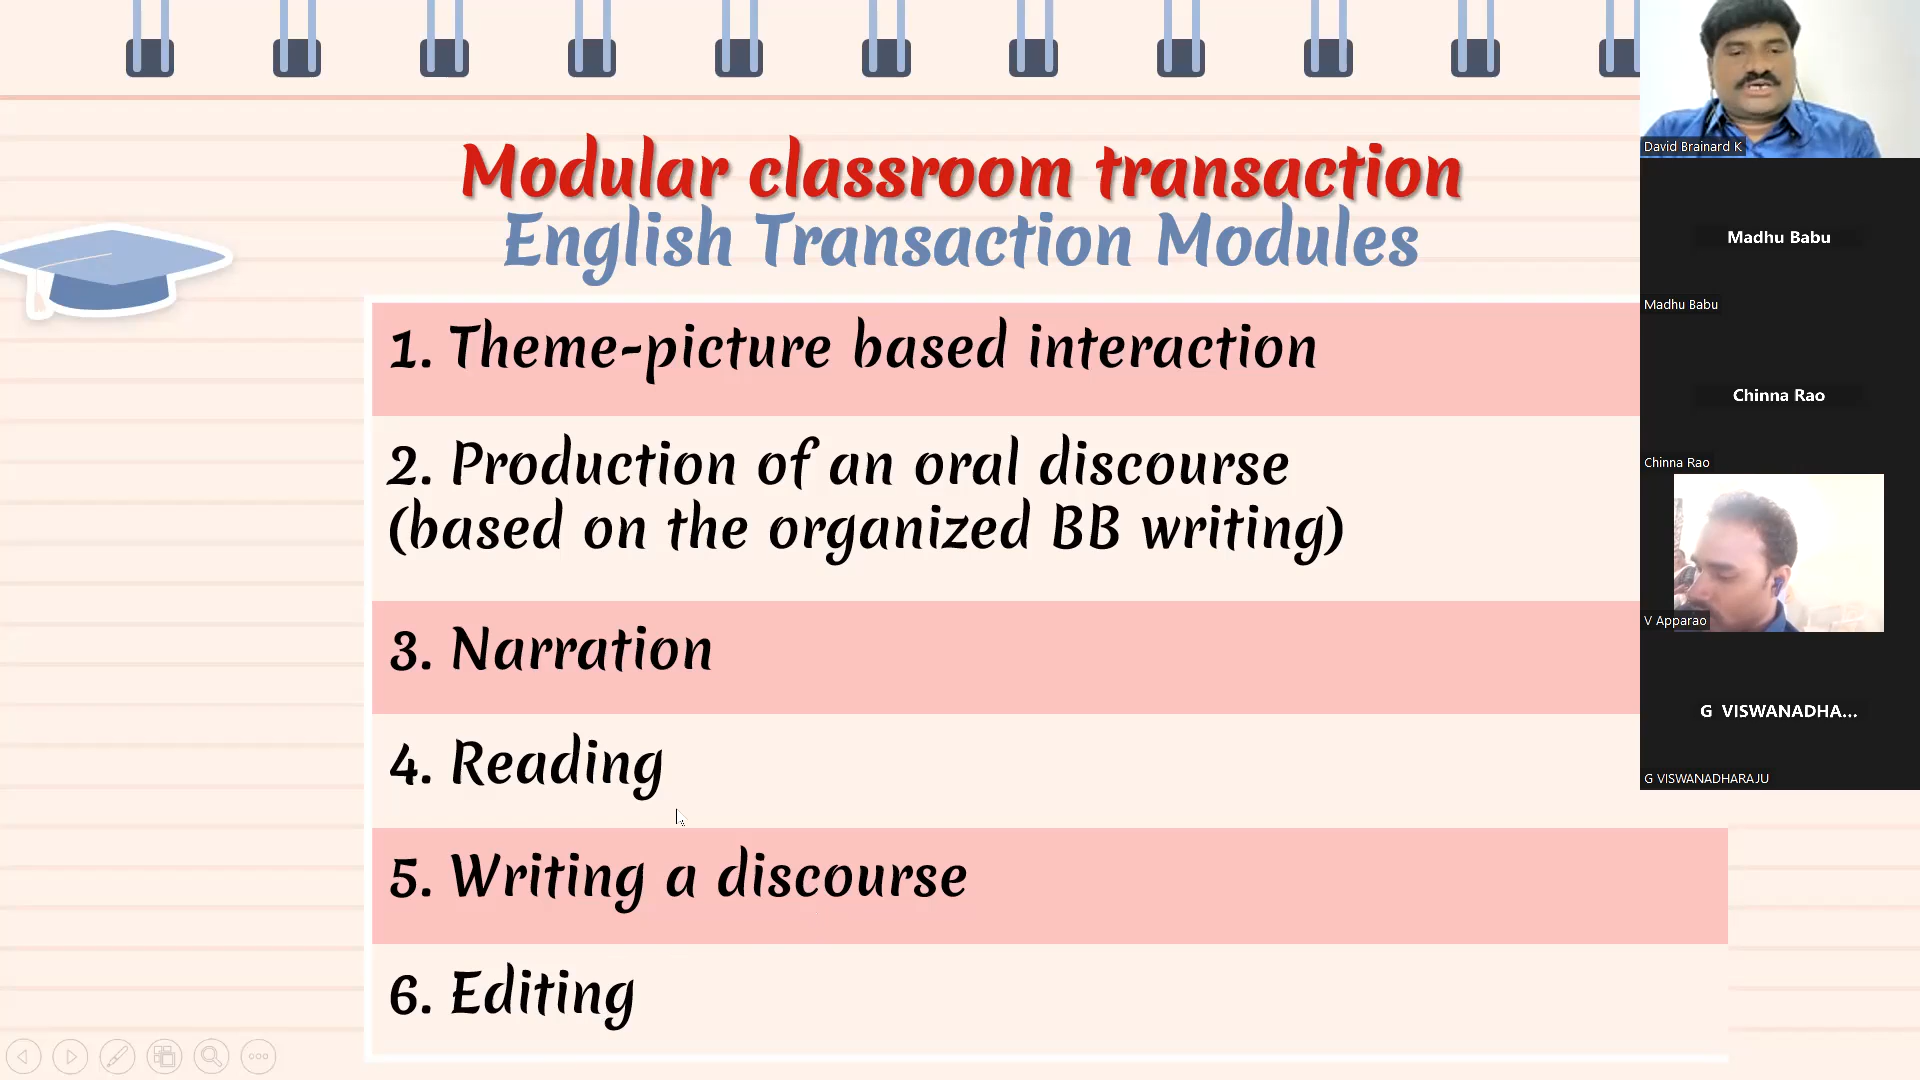 Modular classroom transaction
English Transaction Modules
1. Theme-picture based interaction
2. Production of an oral discourse
(based on the organized BB writing)
3. Narration
4. Reading
5. Writing a discourse
6. Editing
David Brainard K
Madhu Babu
Madhu Babu
Chinna Rao
Chinna Rao
V Apparao
G VISWANADHA...
G VISWANADHARAJU